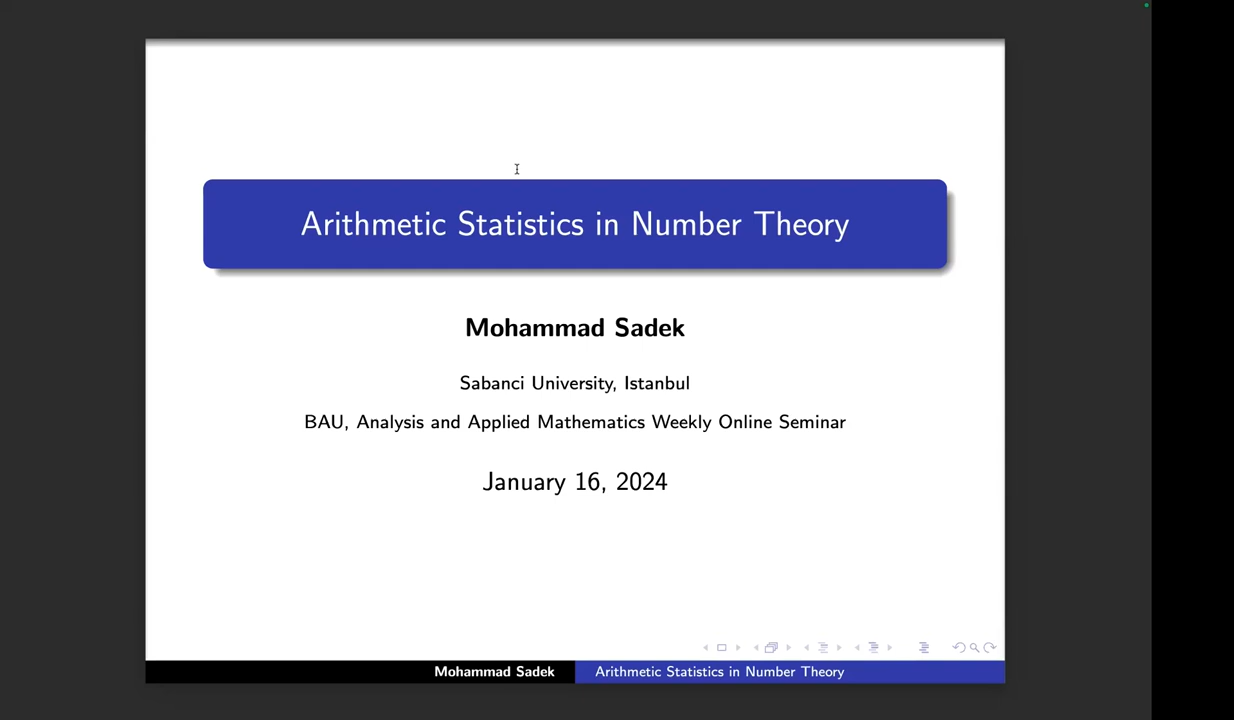 Arithmetic Statistics in Number Theory
Mohammad Sadek
Sabanci University, Istanbul
BAU, Analysis and Applied Mathematics Weekly Online Seminar
January 16, 2024
Mohammad Sadek
Arithmetic Statistics in Number Theory